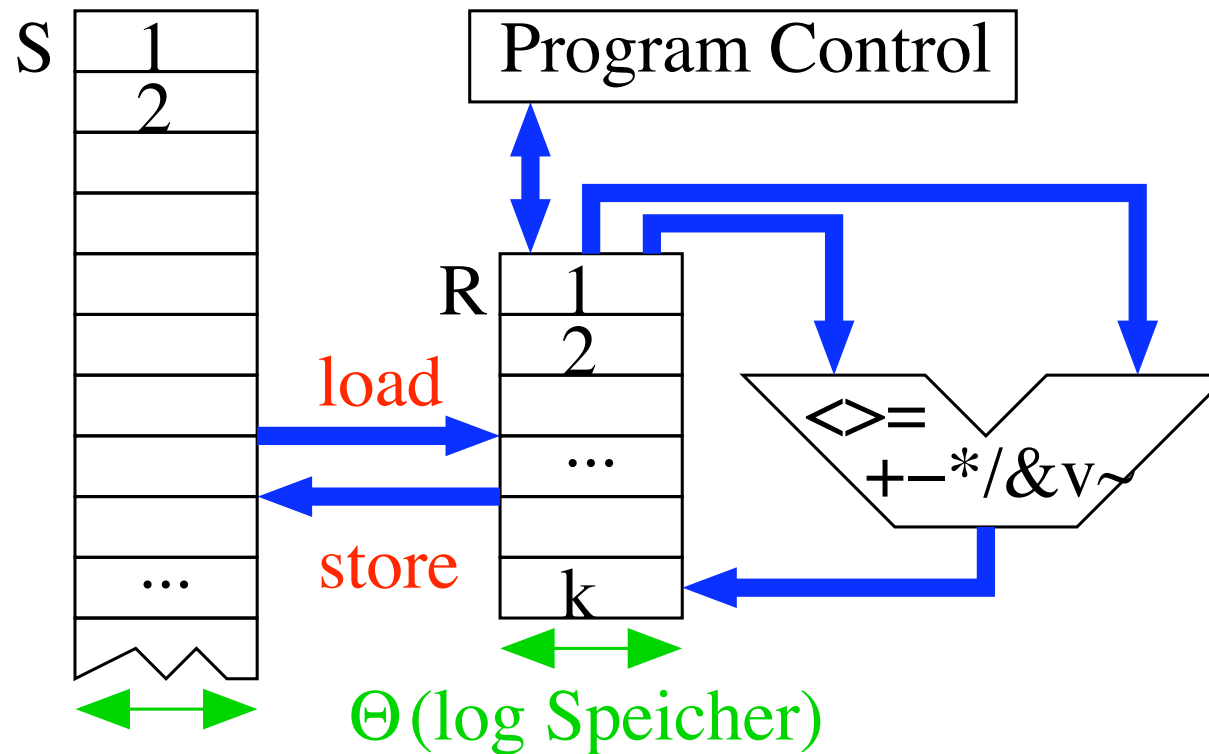 S
1
2
...
Program Control
R
1
2
...
k
load
store
<>=
+−*/&v~
Θ(log Speicher)